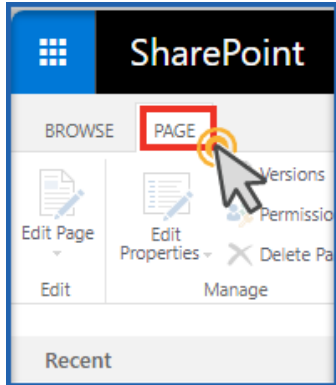 SharePoint
BROWSE PAGE
Versions
Edit Page Edit Permissio
Properties Delete Pa
Edit Manage
Recent